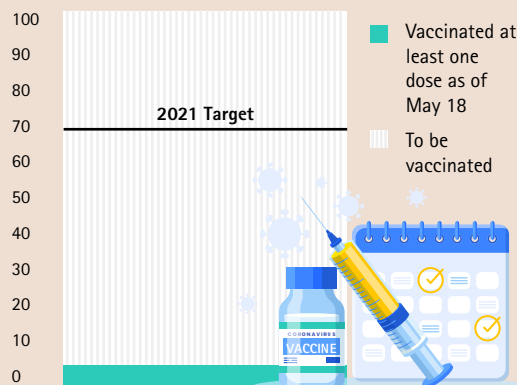 100
90
80
70
60
50
40
30
20
10
0
2021 Target
Vaccinated at
least one
dose as of
May 18
To be
vaccinated
CORONAVIRUS
VACCINE